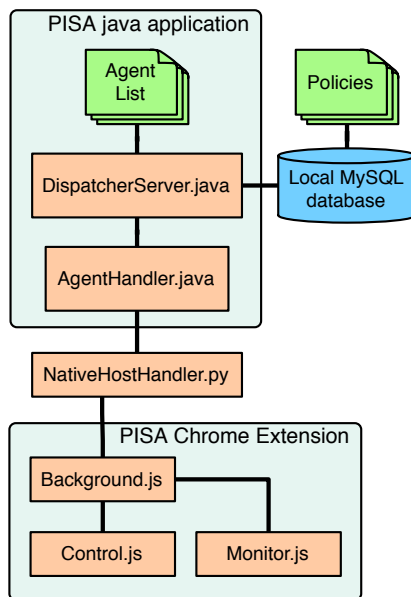 PISA java application
Agent
List
Policies
DispatcherServer.java
Local MySQL
database
AgentHandler.java
NativeHostHandler.py
PISA Chrome Extension
Background.js
Control.js
Monitor.js